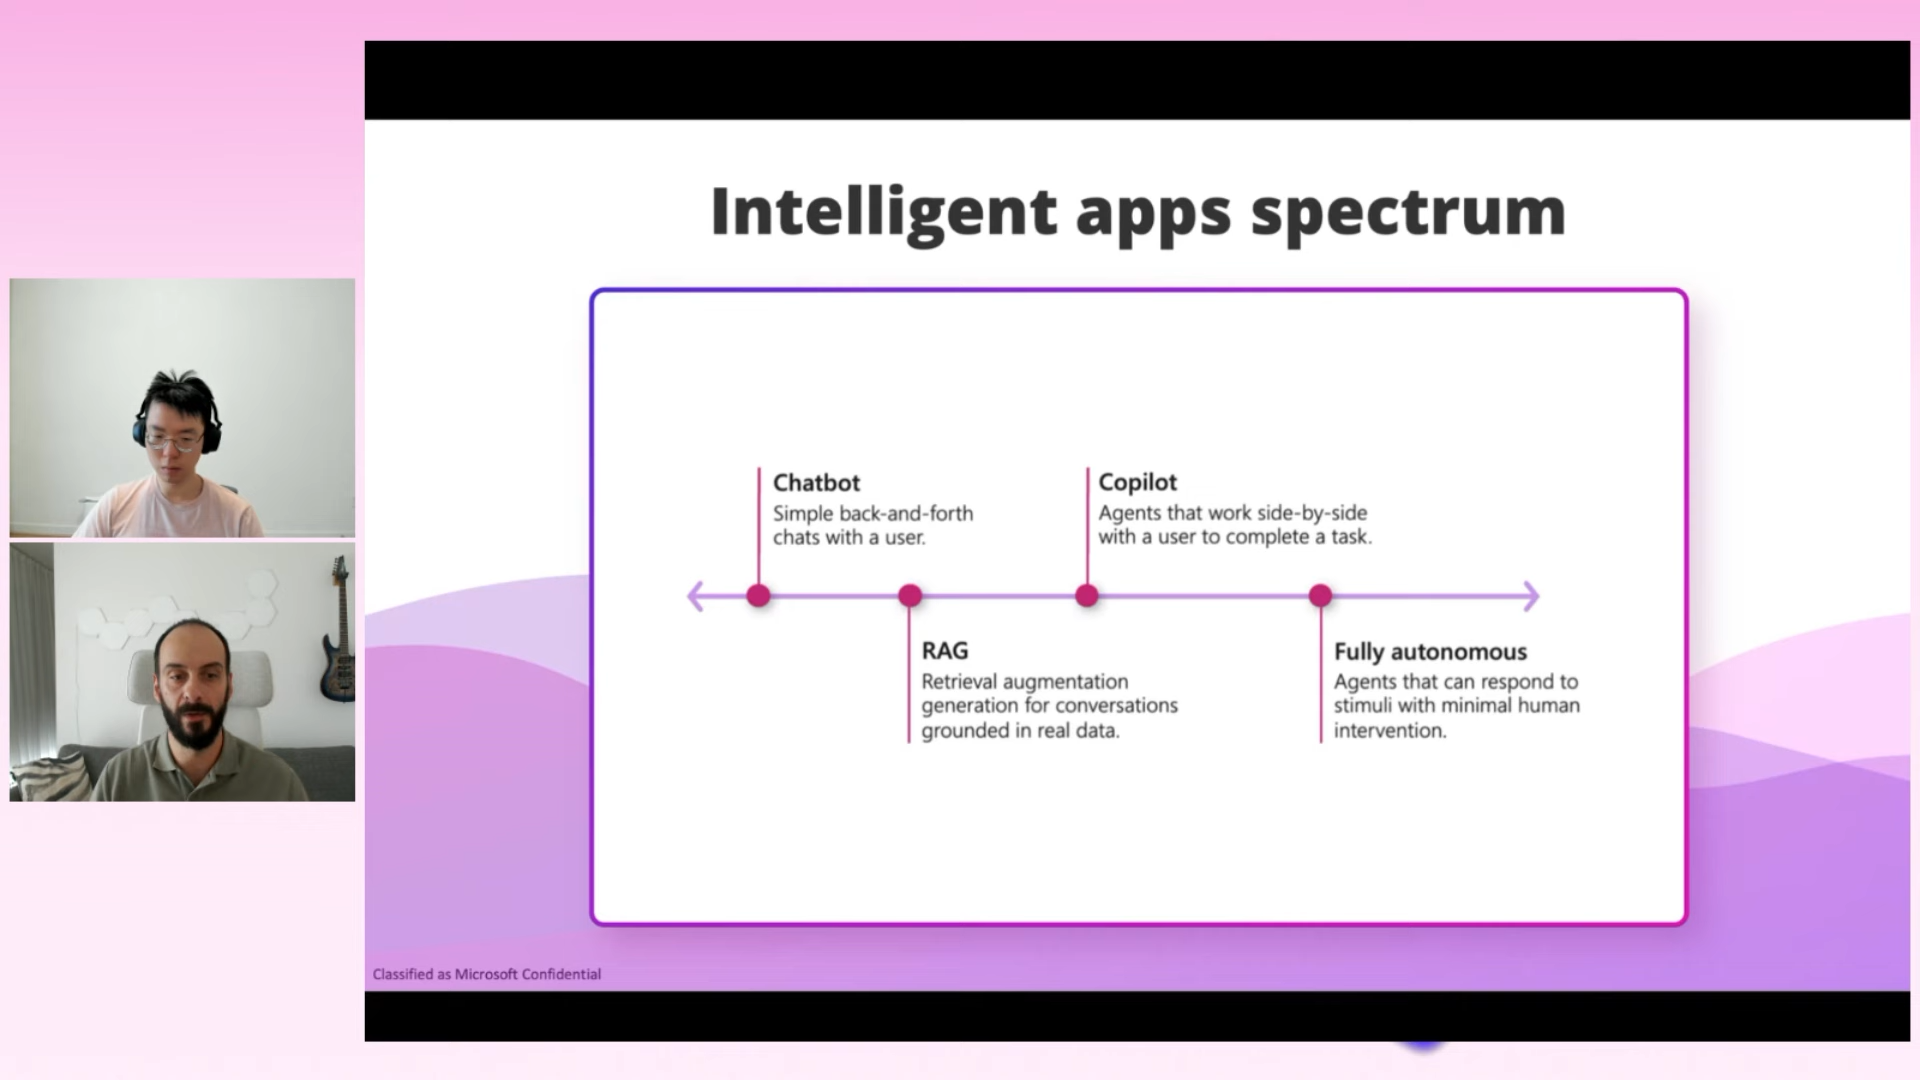 Intelligent apps spectrum
Chatbot
Simple back-and-forth
chats with a user.
Copilot
Agents that work side-by-side
with a user to complete a task.
RAG
Retrieval augmentation
generation for conversations
grounded in real data.
Fully autonomous
Agents that can respond to
stimuli with minimal human
intervention.
Classified as Microsoft Confidential